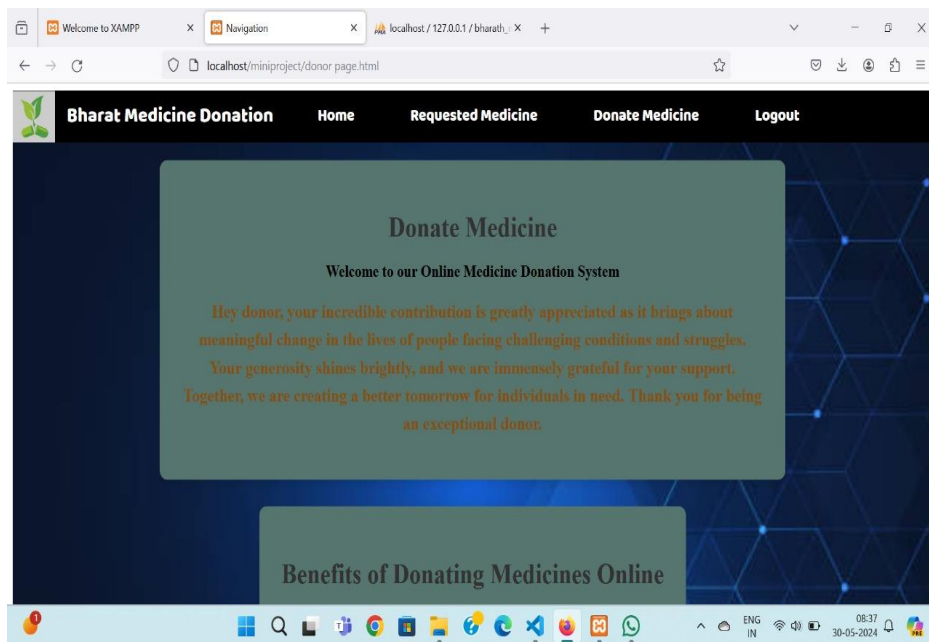 Welcome to XAMPP
Navigation
localhost / 127.0.0.1 / bharath_
localhost/miniproject/donor page.html
Bharat Medicine Donation Home Requested Medicine Donate Medicine Logout
Donate Medicine
Welcome to our Online Medicine Donation System
Hey donor, your incredible contribution is greatly appreciated as it brings about
meaningful change in the lives of people facing challenging conditions and struggles.
Your generosity shines brightly, and we are immensely grateful for your support.
Together, we are creating a better tomorrow for individuals in need. Thank you for being
an exceptional donor.
Benefits of Donating Medicines Online
1
ENG
IN
08:37
30-05-2024
PRE